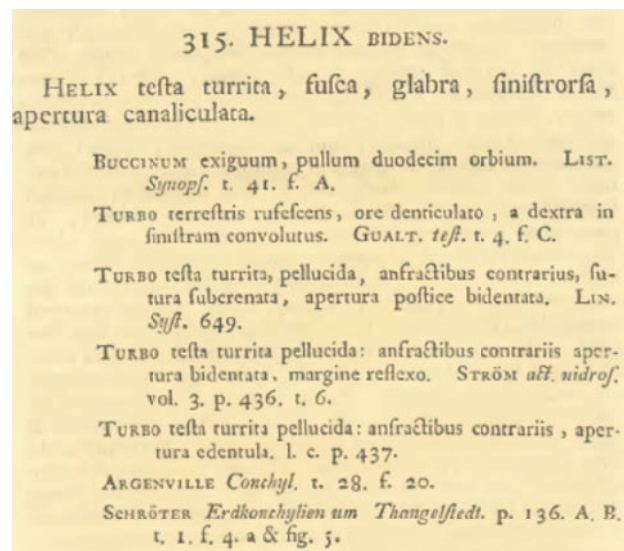 315. HELIX BIDENS.
HELIX teſta turrita, fuſca, glabra, ſiniſtrorſa,
apertura canaliculata.
BUCCINUM exiguum, pullum duodecim orbium. LIST.
Synopſ. t. 41. f. A.
TURBO terreſtris rufeſcens, ore denticulato, a dextra in
ſiniſtram convolutus. GUALT. teſt. t. 4. f. C.
TURBO teſta turrita, pellucida, anfractibus contrarius, ſu-
tura ſubcrenata, apertura poſtice bidentata. LIN.
Syſt. 649.
TURBO teſta turrita pellucida: anfractibus contrariis aper-
tura bidentata, margine reflexo. STRÖM act. nidroſ.
vol. 3. p. 436. t. 6.
TURBO teſta turrita pellucida: anfractibus contrariis, aper-
tura edentula. l. c. p. 437.
ARGENVILLE Conchyl. t. 28. f. 20.
SCHRÖTER Erdkonchylien um Thangelſtedt. p. 136. A. B.
t. 1. f. 4. a & fig. 5.